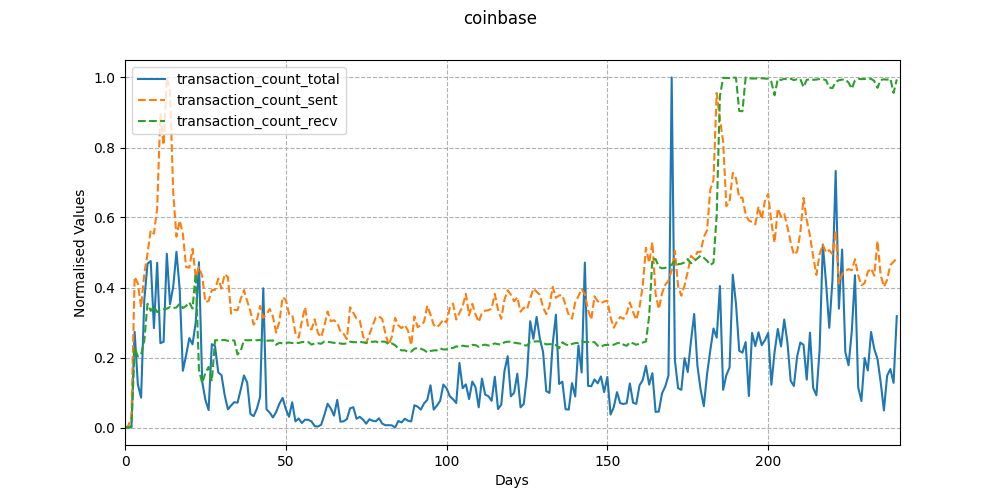 coinbase
transaction_count_total
transaction_count_sent
transaction_count_recv
Normalised Values
1.0
0.8
0.6
0.4
0.2
0.0
0 50 100 150 200
Days